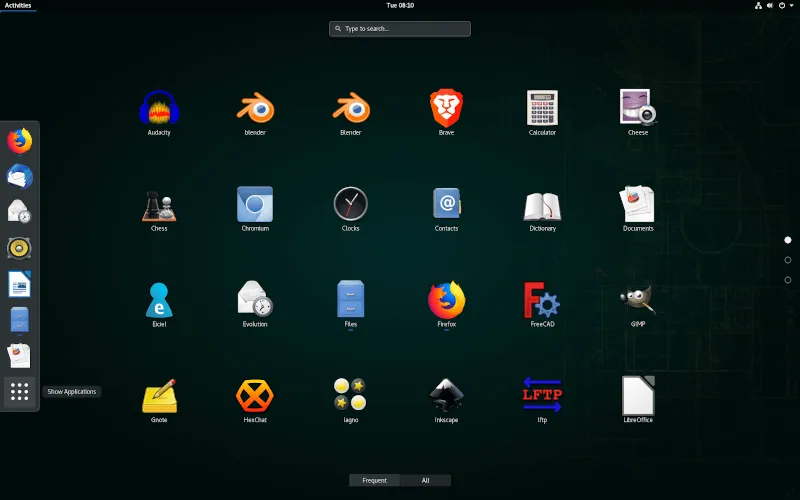 Activities
Tue 08:10
Type to search...
Audacity
blender
Blender
Brave
Calculator
Cheese
Chess
Chromium
Clocks
Contacts
Dictionary
Documents
Eiciel
Evolution
Files
Firefox
FreeCAD
GIMP
Show Applications
LFTP
Gnote
HexChat
Iagno
Inkscape
lftp
LibreOffice
Frequent
All